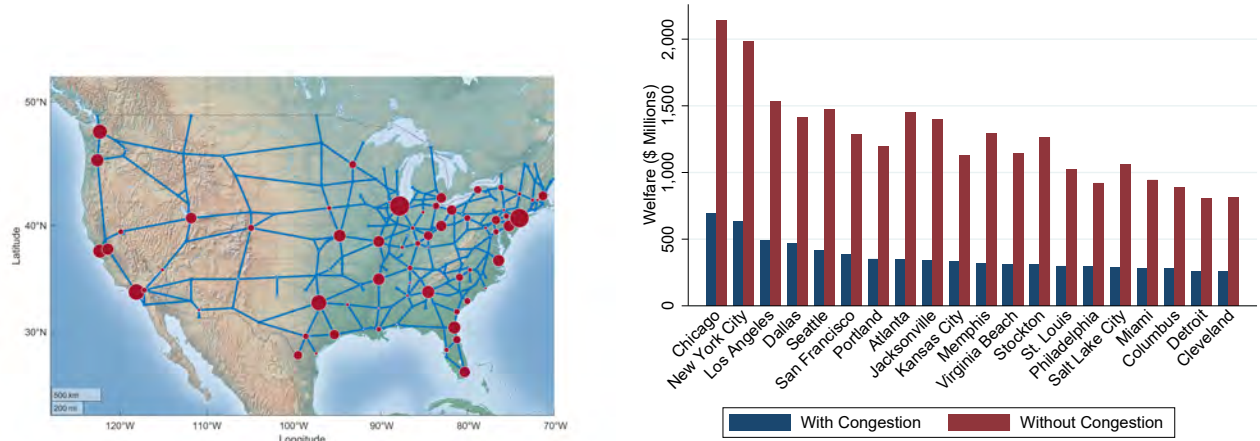 50°N
40°N
30°N
Latitude
500 km
200 mi
120°W 110°W 100°W 90°W 80°W 70°W
Longitude
Welfare ($ Millions)
2,000
1,500
1,000
500
0
Chicago
New York City
Los Angeles
Dallas
Seattle
San Francisco
Portland
Atlanta
Jacksonville
Kansas City
Memphis
Virginia Beach
Stockton
St. Louis
Philadelphia
Salt Lake City
Miami
Columbus
Detroit
Cleveland
With Congestion Without Congestion